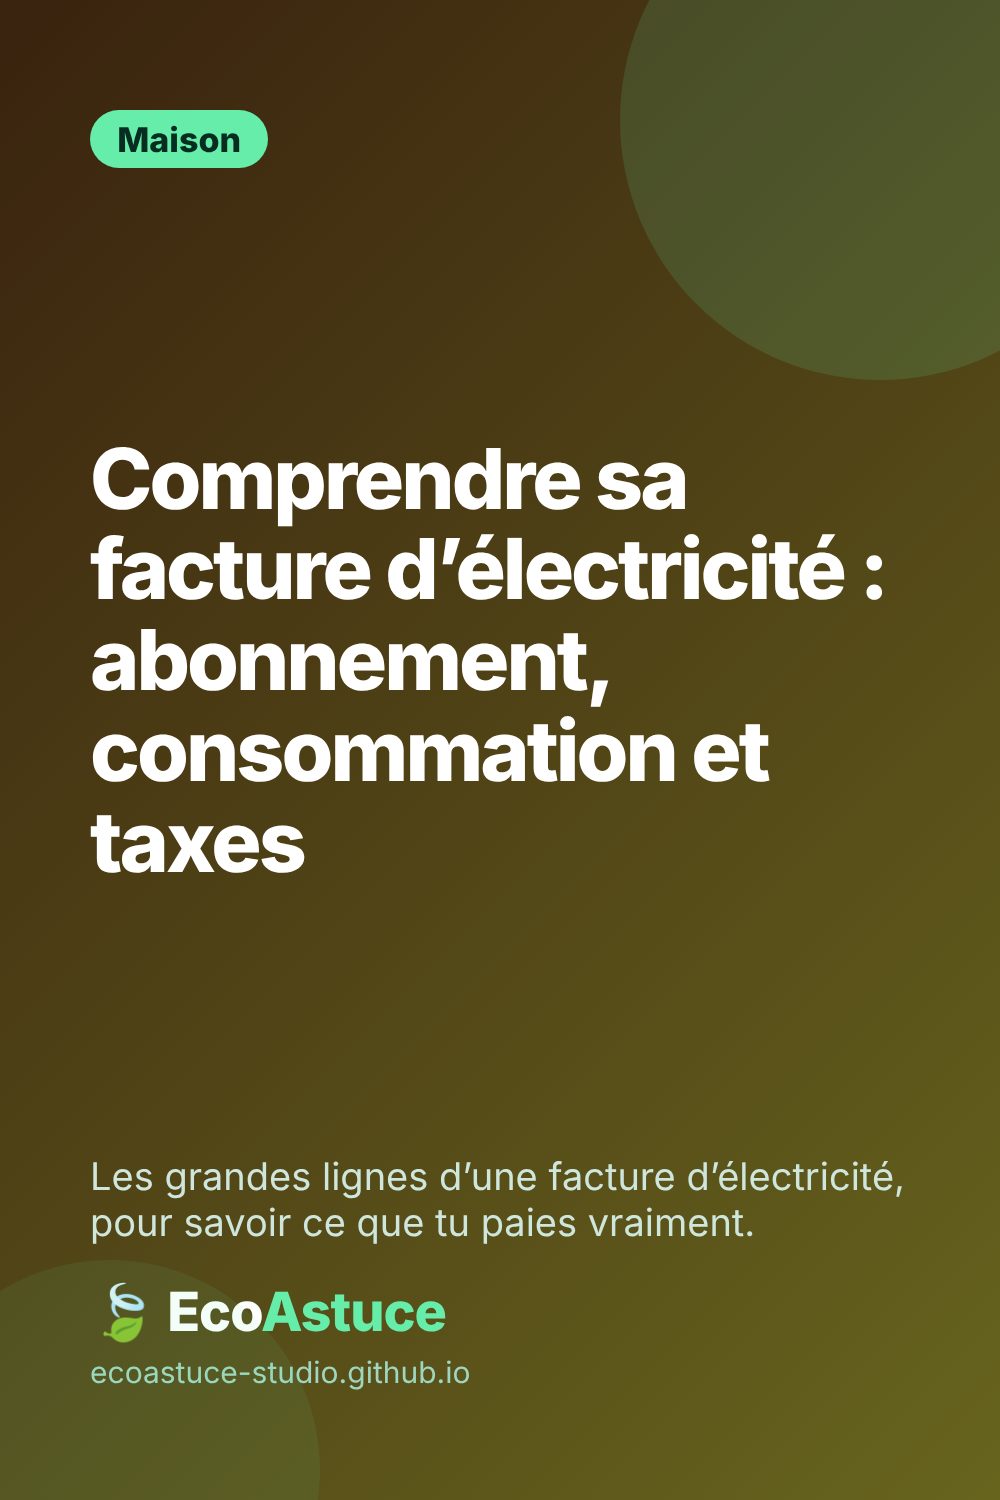 Maison
Comprendre sa
facture d’électricité :
abonnement,
consommation et
taxes
Les grandes lignes d’une facture d’électricité,
pour savoir ce que tu paies vraiment.
EcoAstuce
ecoastuce-studio.github.io